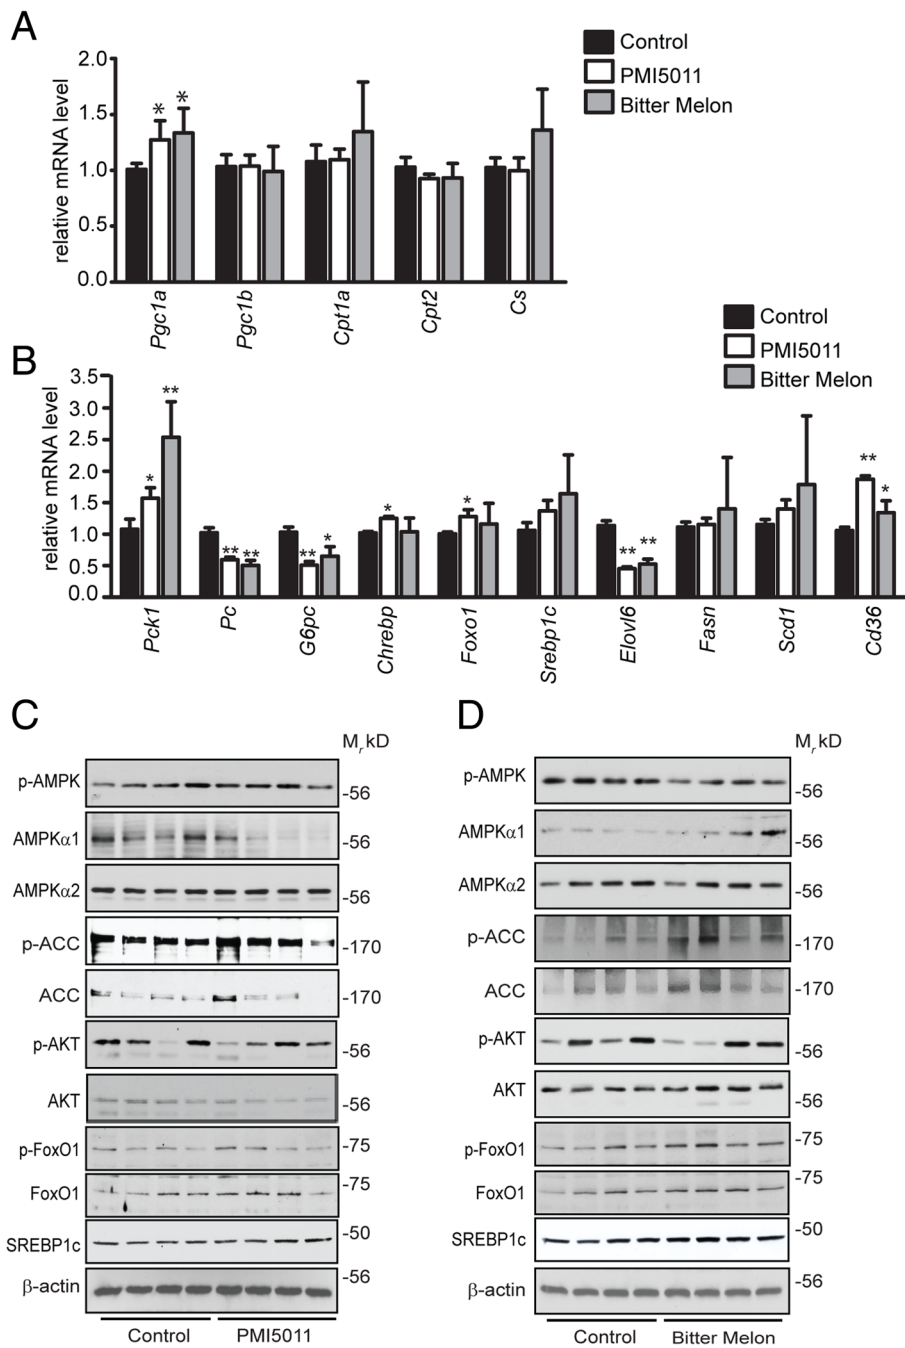 A
Control
PMI5011
Bitter Melon
relative mRNA level
2.0
1.5
1.0
0.5
0.0
* *
Pgc1a Pgc1b Cpt1a Cpt2 Cs
B
Control
PMI5011
Bitter Melon
relative mRNA level
3.5
3.0
2.5
2.0
1.5
1.0
0.5
0.0
* ** ** ** ** * * * ** ** ** *
Pck1 Pc G6pc Chrebp Foxo1 Srebp1c Elovl6 Fasn Scd1 Cd36
C
Mr kD
p-AMPK -56
AMPKα1 -56
AMPKα2 -56
p-ACC -170
ACC -170
p-AKT -56
AKT -56
p-FoxO1 -75
FoxO1 -75
SREBP1c -50
β-actin -56
Control PMI5011
D
Mr kD
p-AMPK -56
AMPKα1 -56
AMPKα2 -56
p-ACC -170
ACC -170
p-AKT -56
AKT -56
p-FoxO1 -75
FoxO1 -75
SREBP1c -50
β-actin -56
Control Bitter Melon